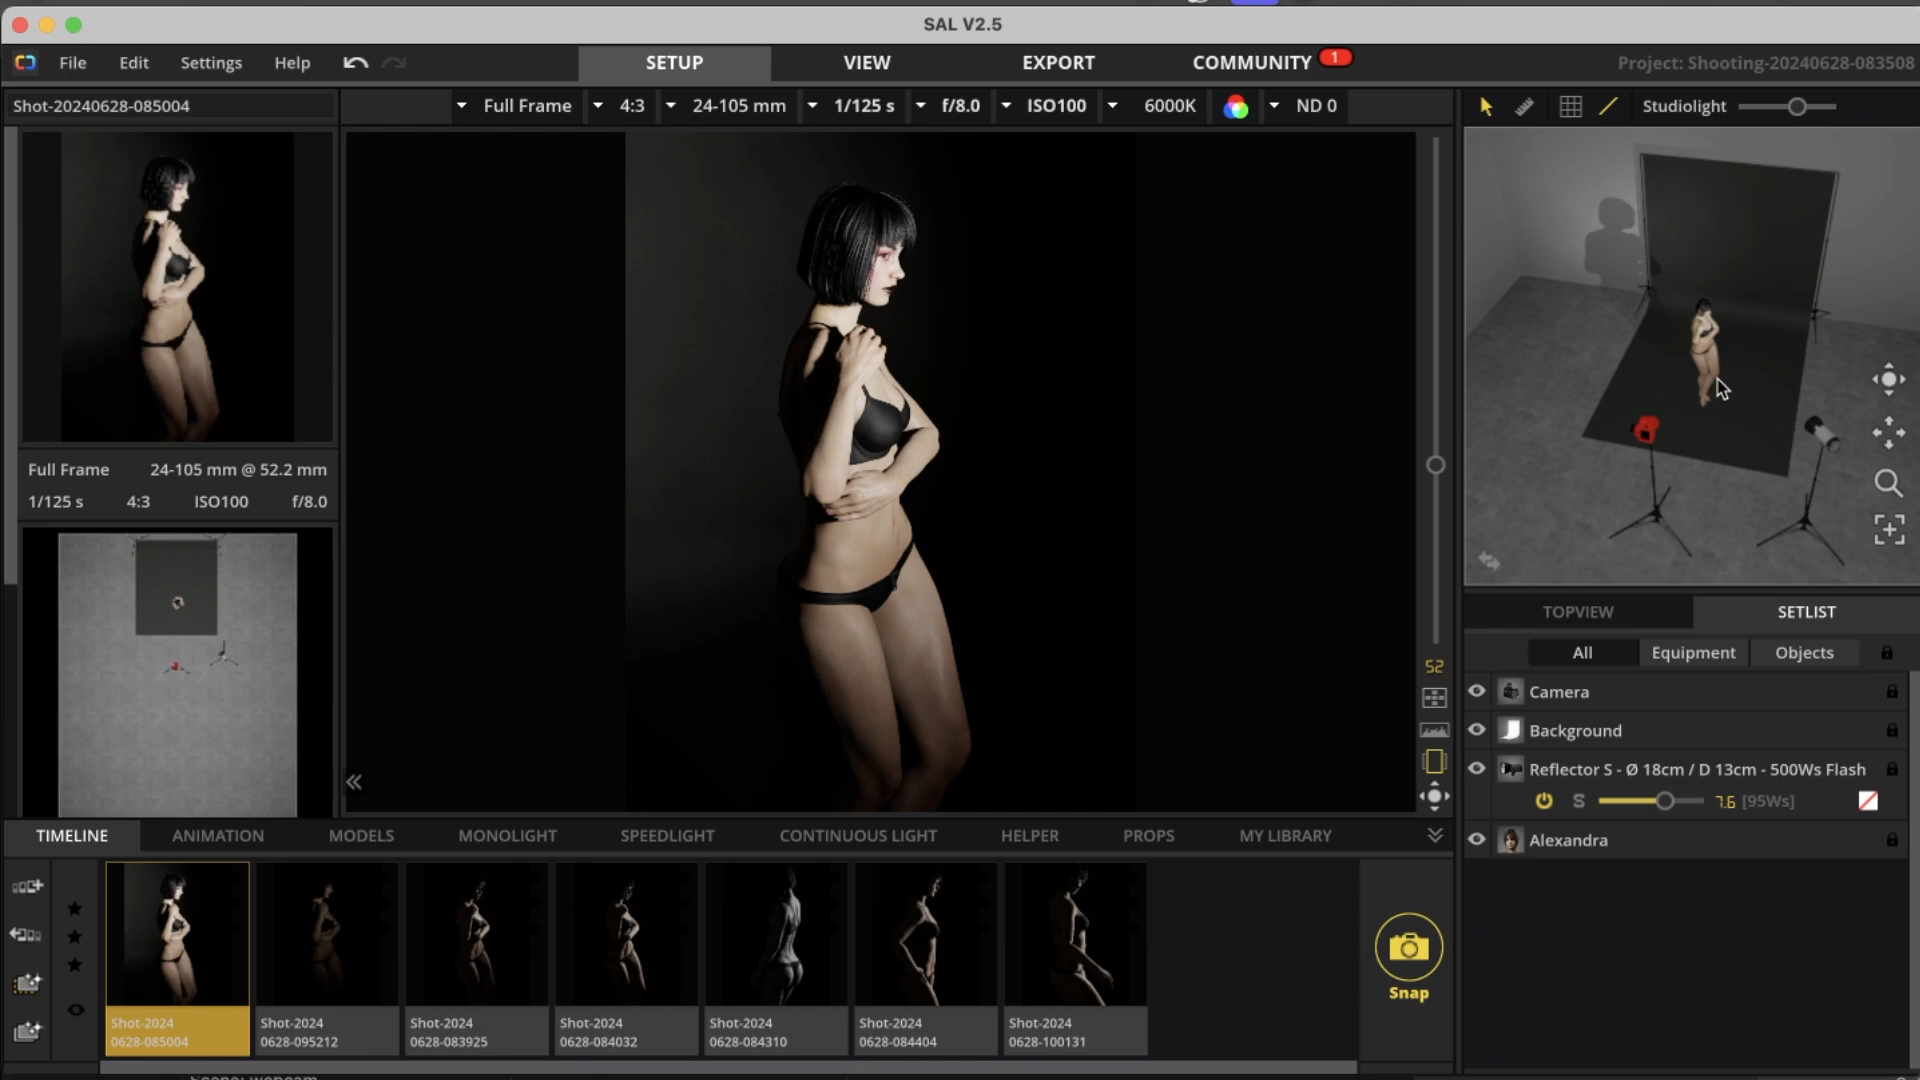 SAL V2.5
File Edit Settings Help SETUP VIEW EXPORT COMMUNITY 1 Project: Shooting-20240628-083508
Shot-20240628-085004 Full Frame 4:3 24-105 mm 1/125 s f/8.0 ISO100 6000K ND 0 Studiolight
Full Frame 24-105 mm @ 52.2 mm
1/125 s 4:3 ISO100 f/8.0
52
TOPVIEW SETLIST
All Equipment Objects
Camera
Background
Reflector S - Ø 18cm / D 13cm - 500Ws Flash
S 7.6 [95Ws]
Alexandra
TIMELINE ANIMATION MODELS MONOLIGHT SPEEDLIGHT CONTINUOUS LIGHT HELPER PROPS MY LIBRARY
Shot-2024
0628-085004
Shot-2024
0628-095212
Shot-2024
0628-083925
Shot-2024
0628-084032
Shot-2024
0628-084310
Shot-2024
0628-084404
Shot-2024
0628-100131
Snap